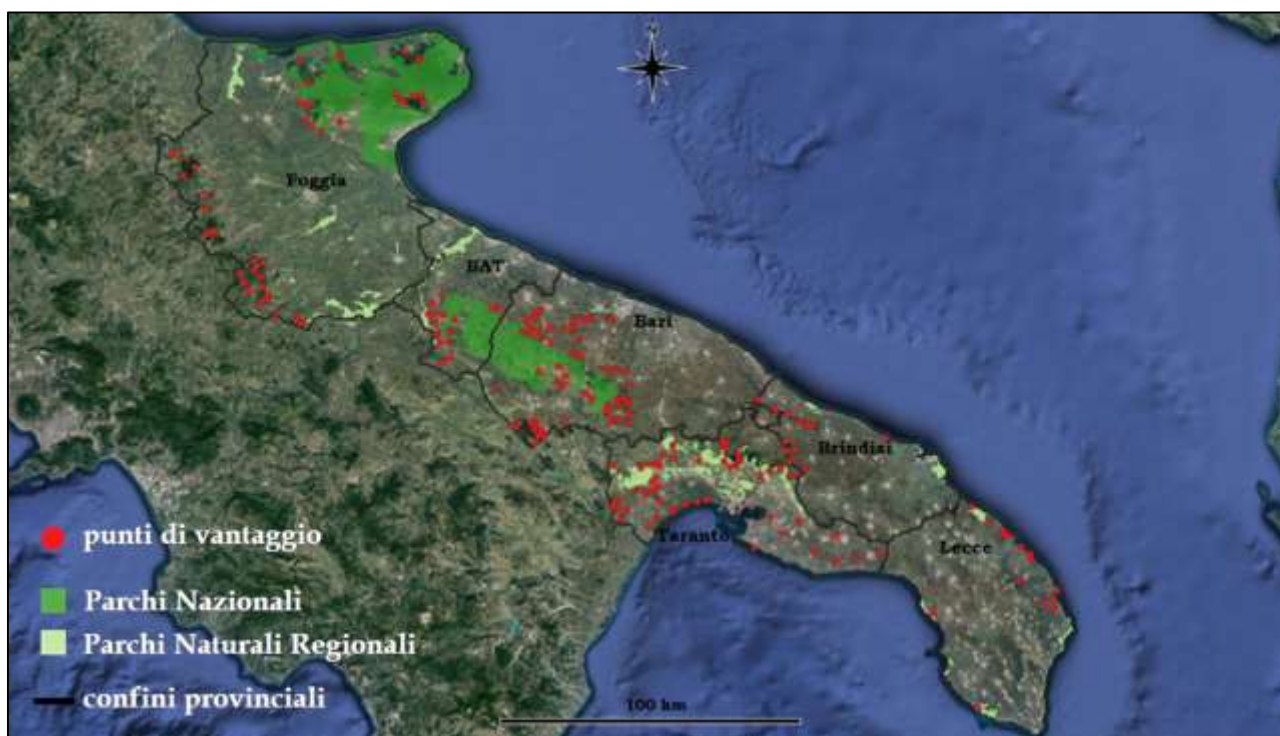 Foggia
BAT
Bari
Brindisi
Taranto
Lecce
punti di vantaggio
Parchi Nazionali
Parchi Naturali Regionali
confini provinciali
100 km